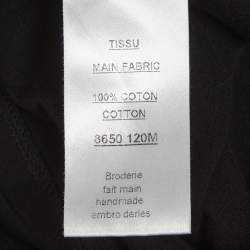 TISSU
MAIN FABRIC
100% COTON
COTTON
8650 120M
Broderie
fait main
handmade
embro deries